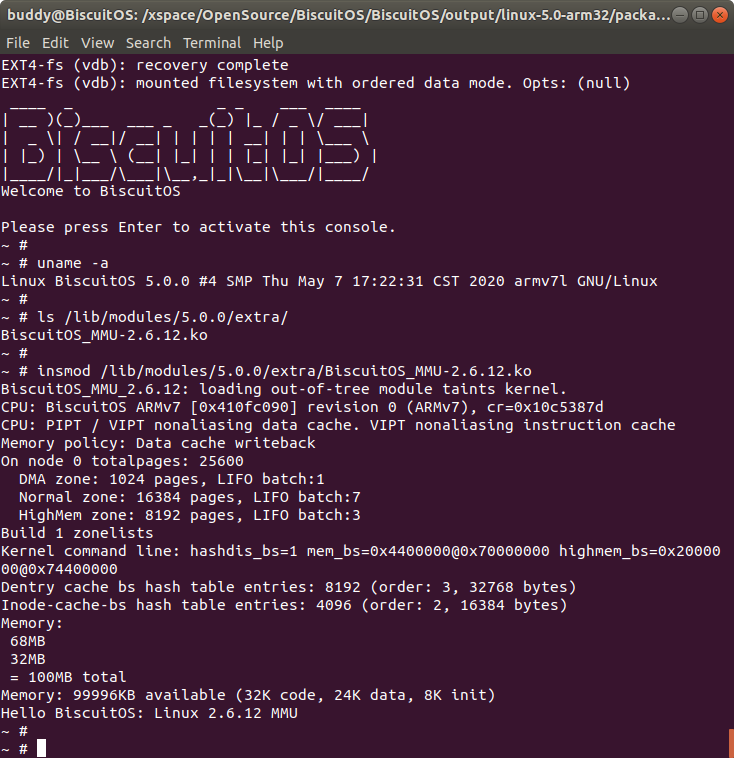 buddy@BiscuitOS: /xspace/OpenSource/BiscuitOS/BiscuitOS/output/linux-5.0-arm32/packa...
File Edit View Search Terminal Help
EXT4-fs (vdb): recovery complete
EXT4-fs (vdb): mounted filesystem with ordered data mode. Opts: (null)
BiscuitOS
Welcome to BiscuitOS
Please press Enter to activate this console.
~ #
~ # uname -a
Linux BiscuitOS 5.0.0 #4 SMP Thu May 7 17:22:31 CST 2020 armv7l GNU/Linux
~ #
~ # ls /lib/modules/5.0.0/extra/
BiscuitOS_MMU-2.6.12.ko
~ #
~ # insmod /lib/modules/5.0.0/extra/BiscuitOS_MMU-2.6.12.ko
BiscuitOS_MMU_2.6.12: loading out-of-tree module taints kernel.
CPU: BiscuitOS ARMv7 [0x410fc090] revision 0 (ARMv7), cr=0x10c5387d
CPU: PIPT / VIPT nonaliasing data cache. VIPT nonaliasing instruction cache
Memory policy: Data cache writeback
On node 0 totalpages: 25600
  DMA zone: 1024 pages, LIFO batch:1
  Normal zone: 16384 pages, LIFO batch:7
  HighMem zone: 8192 pages, LIFO batch:3
Build 1 zonelists
Kernel command line: hashdis_bs=1 mem_bs=0x4400000@0x70000000 highmem_bs=0x20000
00@0x74400000
Dentry cache bs hash table entries: 8192 (order: 3, 32768 bytes)
Inode-cache-bs hash table entries: 4096 (order: 2, 16384 bytes)
Memory:
 68MB
 32MB
 = 100MB total
Memory: 99996KB available (32K code, 24K data, 8K init)
Hello BiscuitOS: Linux 2.6.12 MMU
~ #
~ #